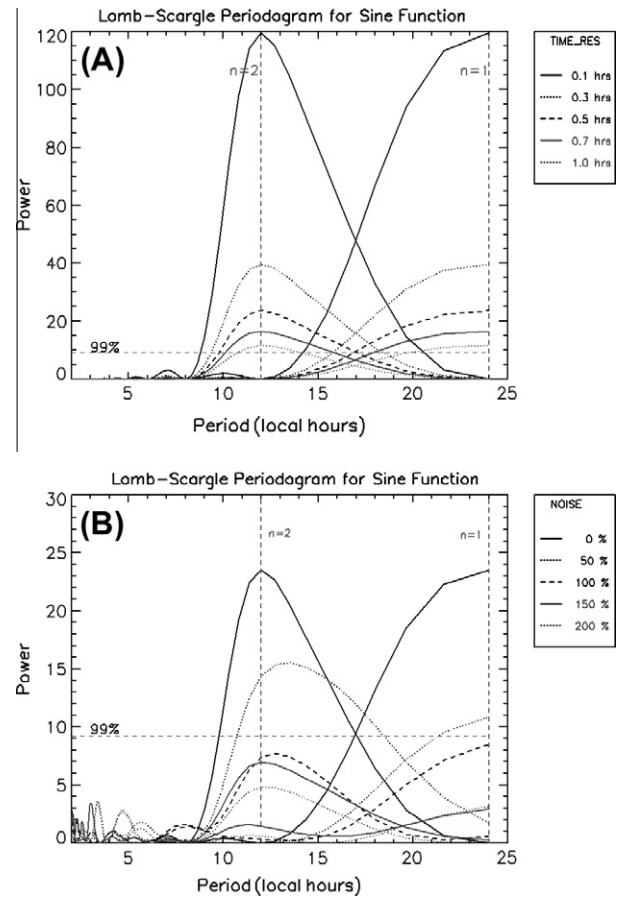 Lomb-Scargle Periodogram for Sine Function
(A)
120
100
80
60
40
20
0
Power
n=2
n=1
99%
5
10
15
20
25
Period (local hours)
TIME_RES
0.1 hrs
0.3 hrs
0.5 hrs
0.7 hrs
1.0 hrs
Lomb-Scargle Periodogram for Sine Function
(B)
30
25
20
15
10
5
0
Power
n=2
n=1
99%
5
10
15
20
25
Period (local hours)
NOISE
0 %
50 %
100 %
150 %
200 %